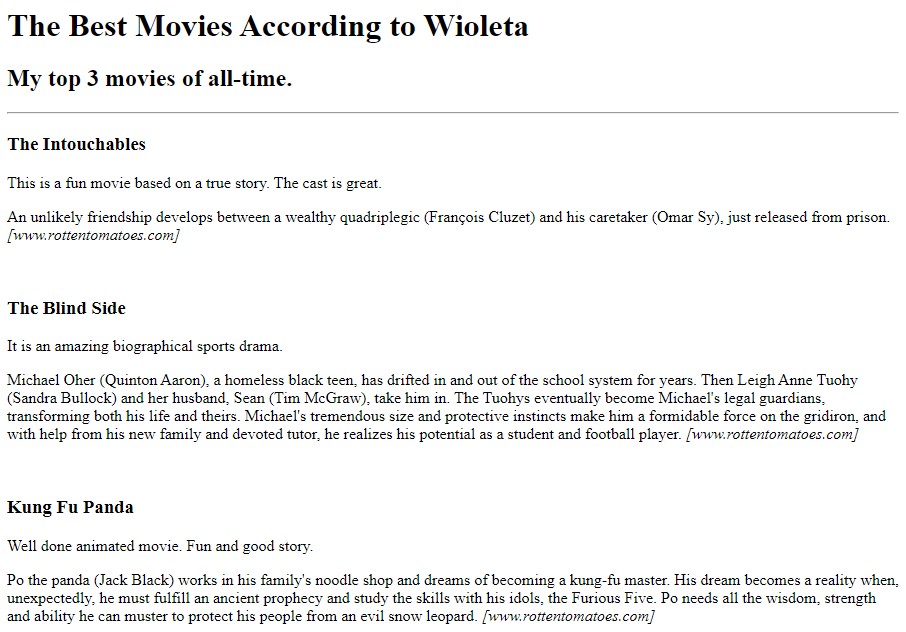 The Best Movies According to Wioleta
My top 3 movies of all-time.
The Intouchables
This is a fun movie based on a true story. The cast is great.
An unlikely friendship develops between a wealthy quadriplegic (François Cluzet) and his caretaker (Omar Sy), just released from prison.
[www.rottentomatoes.com]
The Blind Side
It is an amazing biographical sports drama.
Michael Oher (Quinton Aaron), a homeless black teen, has drifted in and out of the school system for years. Then Leigh Anne Tuohy
(Sandra Bullock) and her husband, Sean (Tim McGraw), take him in. The Tuohys eventually become Michael's legal guardians,
transforming both his life and theirs. Michael's tremendous size and protective instincts make him a formidable force on the gridiron, and
with help from his new family and devoted tutor, he realizes his potential as a student and football player. [www.rottentomatoes.com]
Kung Fu Panda
Well done animated movie. Fun and good story.
Po the panda (Jack Black) works in his family's noodle shop and dreams of becoming a kung-fu master. His dream becomes a reality when,
unexpectedly, he must fulfill an ancient prophecy and study the skills with his idols, the Furious Five. Po needs all the wisdom, strength
and ability he can muster to protect his people from an evil snow leopard. [www.rottentomatoes.com]